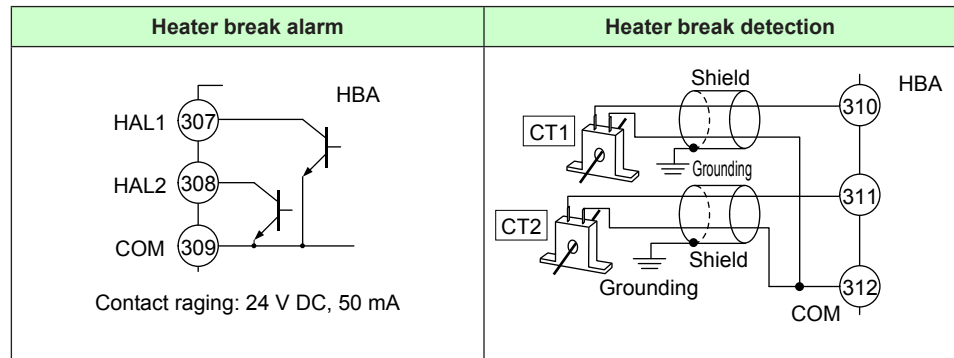 Heater break alarm
Heater break detection
HBA
HAL1 307
HAL2 308
COM 309
Contact raging: 24 V DC, 50 mA
Shield
HBA
310
CT1
Grounding
311
CT2
Shield
Grounding
312
COM